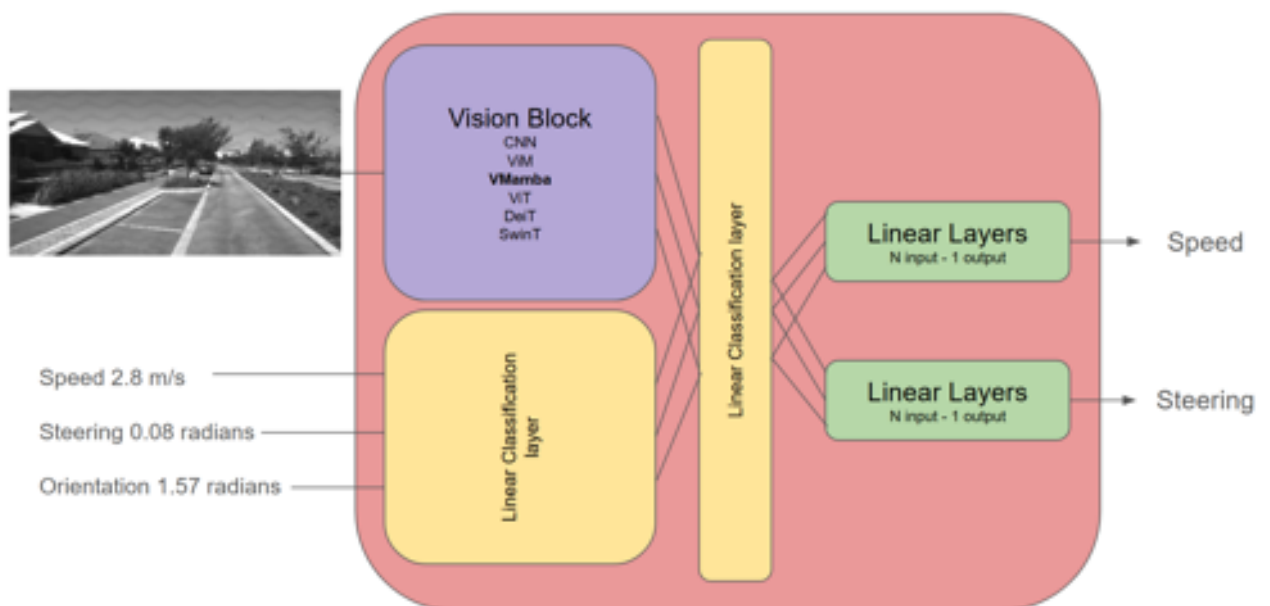 Vision Block
CNN
ViM
VMamba
ViT
DeiT
SwinT
Speed 2.8 m/s
Steering 0.08 radians
Orientation 1.57 radians
Linear Classification
layer
Linear Classification layer
Linear Layers
N input - 1 output
Speed
Linear Layers
N input - 1 output
Steering